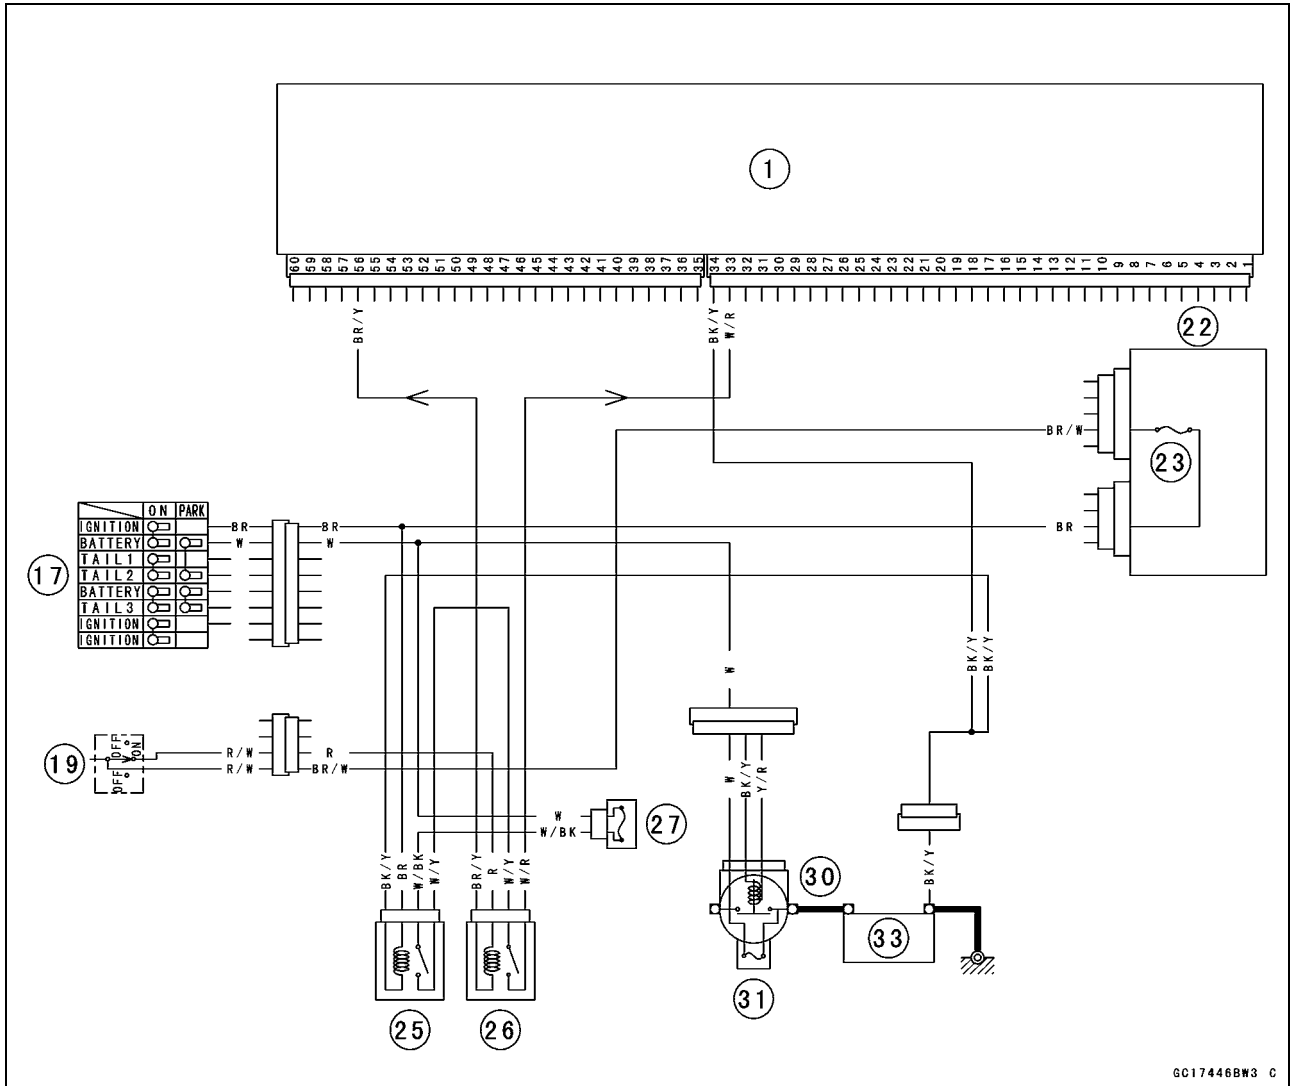 1
60 59 58 57 56 55 54 53 52 51 50 49 48 47 46 45 44 43 42 41 40 39 38 37 36 35 34 33 32 31 30 29 28 27 26 25 24 23 22 21 20 19 18 17 16 15 14 13 12 11 10 9 8 7 6 5 4 3 2 1
BR/Y
BK/Y
W/R
22
BR/W
23
ON PARK
IGNITION
BATTERY
TAIL1
TAIL2
BATTERY
TAIL3
IGNITION
IGNITION
17
BR
W
BR
W
BR
BK/Y
BK/Y
W
19
OFF
ON
OFF
R/W
R/W
R
BR/W
W
W/BK
27
W
BK/Y
Y/R
BK/Y
BK/Y
BR
W/BK
W/Y
BR/Y
R
W/Y
W/R
30
33
31
25
26
GC17446BW3 C